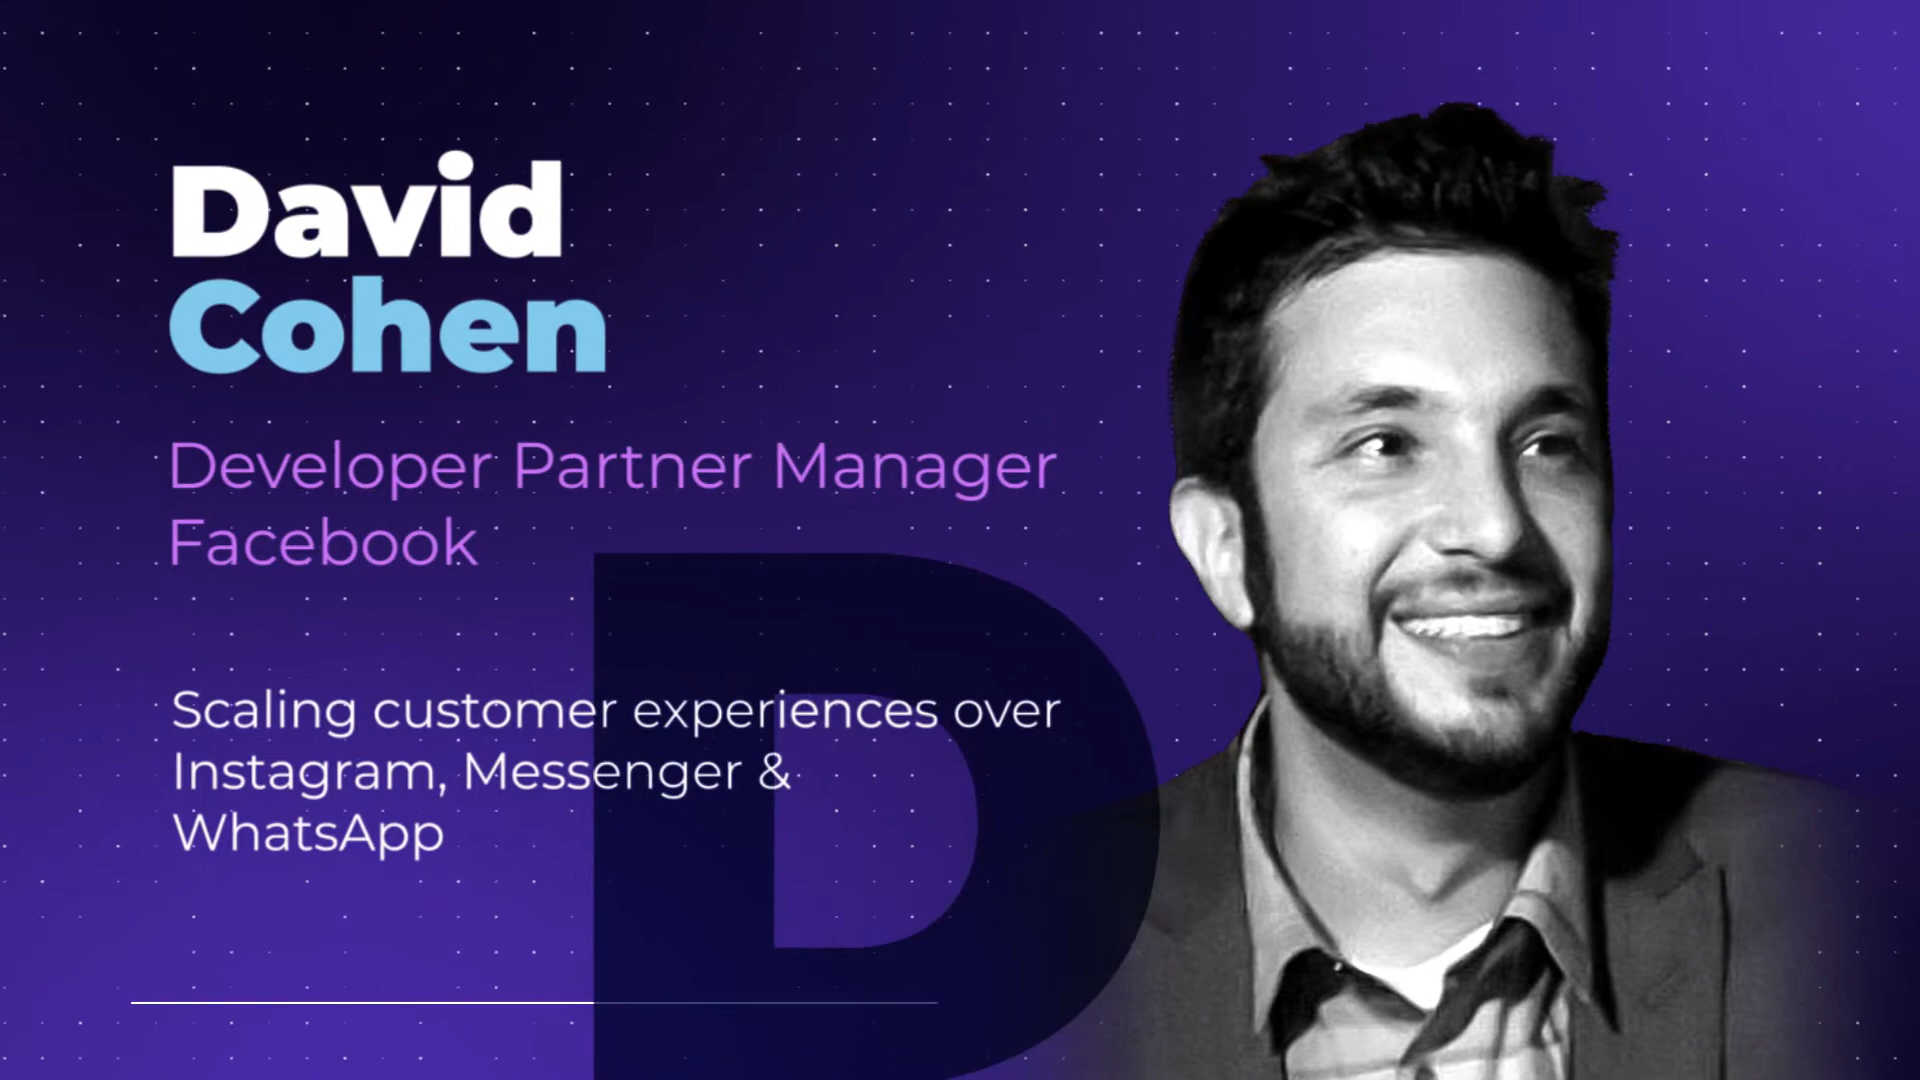 David
Cohen
Developer Partner Manager
Facebook
Scaling customer experiences over
Instagram, Messenger &
WhatsApp
D